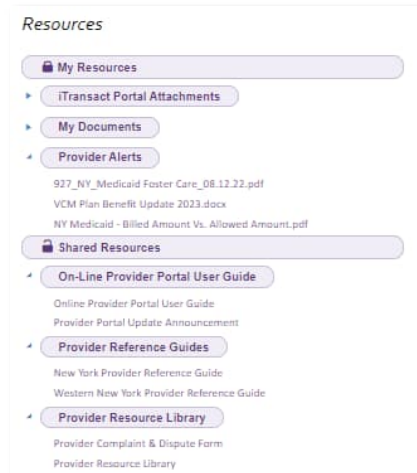 Resources
My Resources
iTransact Portal Attachments
My Documents
Provider Alerts
927_NY_Medicaid Foster Care_08.12.22.pdf
VCM Plan Benefit Update 2023.docx
NY Medicaid - Billed Amount Vs. Allowed Amount.pdf
Shared Resources
On-Line Provider Portal User Guide
Online Provider Portal User Guide
Provider Portal Update Announcement
Provider Reference Guides
New York Provider Reference Guide
Western New York Provider Reference Guide
Provider Resource Library
Provider Complaint & Dispute Form
Provider Resource Library